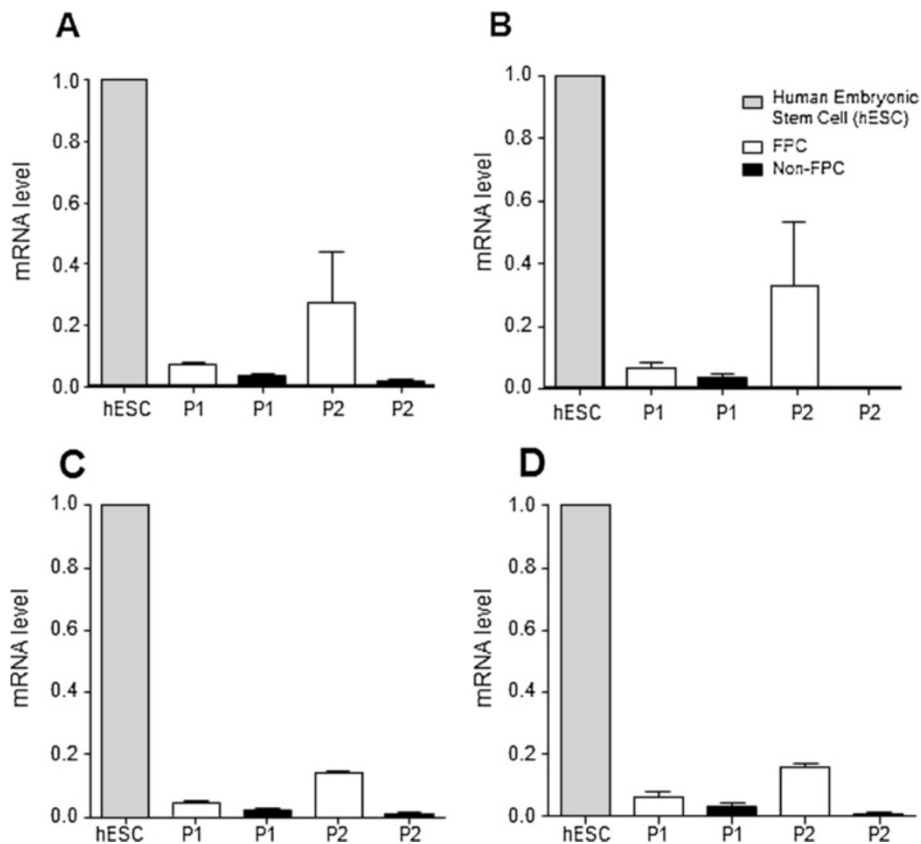 A
mRNA level
1.0
0.8
0.6
0.4
0.2
0.0
hESC P1 P1 P2 P2
B
mRNA level
1.0
0.8
0.6
0.4
0.2
0.0
hESC P1 P1 P2 P2
Human Embryonic
Stem Cell (hESC)
FPC
Non-FPC
C
mRNA level
1.0
0.8
0.6
0.4
0.2
0.0
hESC P1 P1 P2 P2
D
mRNA level
1.0
0.8
0.6
0.4
0.2
0.0
hESC P1 P1 P2 P2